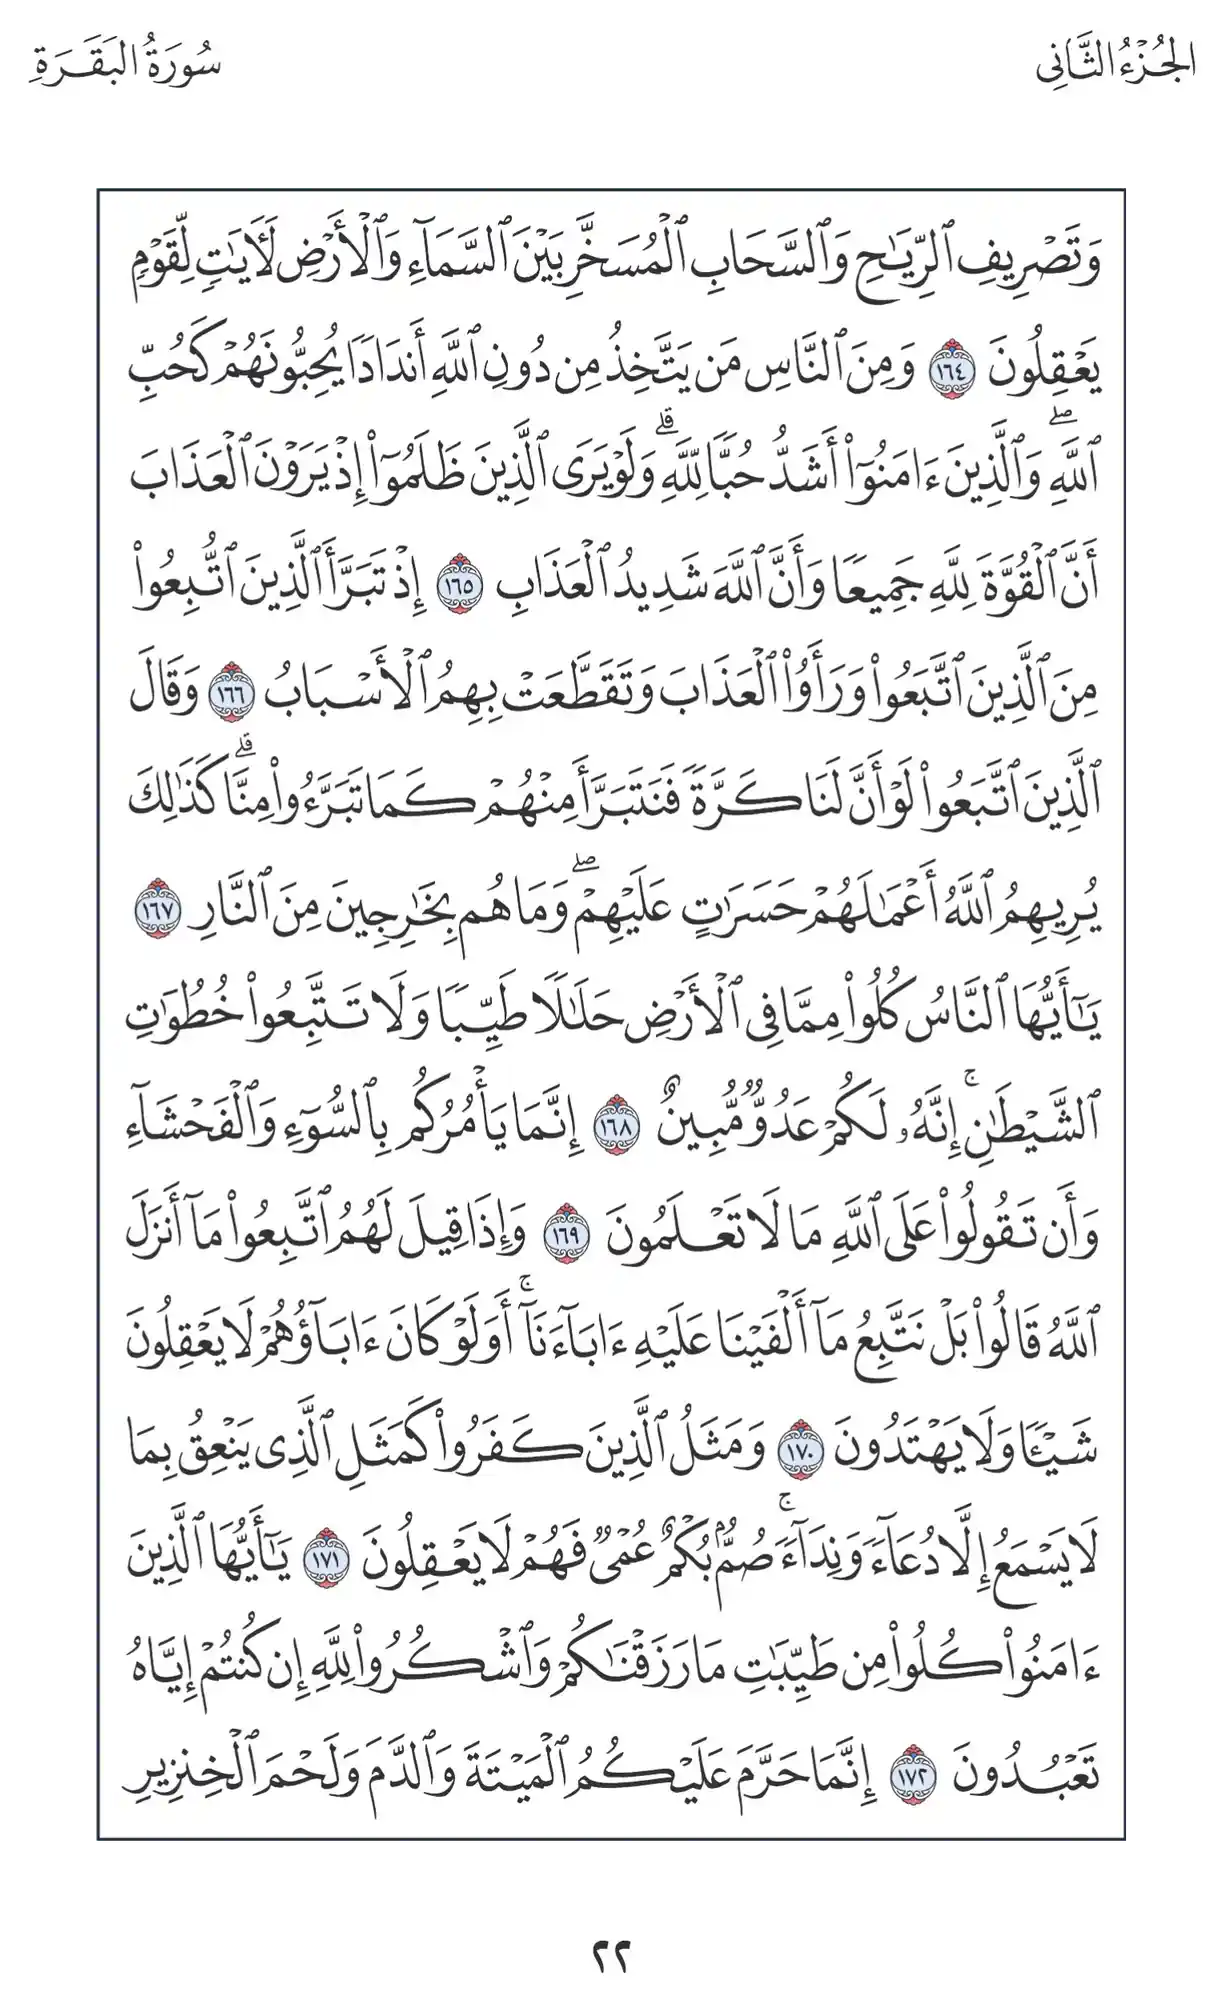 الجُزْءُ الثَّانِي
سُورَةُ البَقَرَةِ
وَتَصْرِيفِ ٱلرِّيَٰحِ وَٱلسَّحَابِ ٱلْمُسَخَّرِ بَيْنَ ٱلسَّمَآءِ وَٱلْأَرْضِ لَءَايَٰتٍ لِّقَوْمٍ
يَعْقِلُونَ ١٦٤ وَمِنَ ٱلنَّاسِ مَن يَتَّخِذُ مِن دُونِ ٱللَّهِ أَندَادًا يُحِبُّونَهُمْ كَحُبِّ
ٱللَّهِۖ وَٱلَّذِينَ ءَامَنُوٓا۟ أَشَدُّ حُبًّا لِّلَّهِۗ وَلَوْ يَرَى ٱلَّذِينَ ظَلَمُوٓا۟ إِذْ يَرَوْنَ ٱلْعَذَابَ
أَنَّ ٱلْقُوَّةَ لِلَّهِ جَمِيعًا وَأَنَّ ٱللَّهَ شَدِيدُ ٱلْعَذَابِ ١٦٥ إِذْ تَبَرَّأَ ٱلَّذِينَ ٱتُّبِعُوا۟
مِنَ ٱلَّذِينَ ٱتَّبَعُوا۟ وَرَأَوُا۟ ٱلْعَذَابَ وَتَقَطَّعَتْ بِهِمُ ٱلْأَسْبَابُ ١٦٦ وَقَالَ
ٱلَّذِينَ ٱتَّبَعُوا۟ لَوْ أَنَّ لَنَا كَرَّةً فَنَتَبَرَّأَ مِنْهُمْ كَمَا تَبَرَّءُوا۟ مِنَّاۗ كَذَٰلِكَ
يُرِيهِمُ ٱللَّهُ أَعْمَٰلَهُمْ حَسَرَٰتٍ عَلَيْهِمْۖ وَمَا هُم بِخَٰرِجِينَ مِنَ ٱلنَّارِ ١٦٧
يَٰٓأَيُّهَا ٱلنَّاسُ كُلُوا۟ مِمَّا فِى ٱلْأَرْضِ حَلَٰلًا طَيِّبًا وَلَا تَتَّبِعُوا۟ خُطُوَٰتِ
ٱلشَّيْطَٰنِۚ إِنَّهُۥ لَكُمْ عَدُوٌّ مُّبِينٌ ١٦٨ إِنَّمَا يَأْمُرُكُم بِٱلسُّوٓءِ وَٱلْفَحْشَآءِ
وَأَن تَقُولُوا۟ عَلَى ٱللَّهِ مَا لَا تَعْلَمُونَ ١٦٩ وَإِذَا قِيلَ لَهُمُ ٱتَّبِعُوا۟ مَآ أَنزَلَ
ٱللَّهُ قَالُوا۟ بَلْ نَتَّبِعُ مَآ أَلْفَيْنَا عَلَيْهِ ءَابَآءَنَآۚ أَوَلَوْ كَانَ ءَابَآؤُهُمْ لَا يَعْقِلُونَ
شَيْـًٔا وَلَا يَهْتَدُونَ ١٧٠ وَمَثَلُ ٱلَّذِينَ كَفَرُوا۟ كَمَثَلِ ٱلَّذِى يَنْعِقُ بِمَا
لَا يَسْمَعُ إِلَّا دُعَآءً وَنِدَآءًۚ صُمٌّۢ بُكْمٌ عُمْىٌ فَهُمْ لَا يَعْقِلُونَ ١٧١ يَٰٓأَيُّهَا ٱلَّذِينَ
ءَامَنُوا۟ كُلُوا۟ مِن طَيِّبَٰتِ مَا رَزَقْنَٰكُمْ وَٱشْكُرُوا۟ لِلَّهِ إِن كُنتُمْ إِيَّاهُ
تَعْبُدُونَ ١٧٢ إِنَّمَا حَرَّمَ عَلَيْكُمُ ٱلْمَيْتَةَ وَٱلدَّمَ وَلَحْمَ ٱلْخِنزِيرِ
٢٢